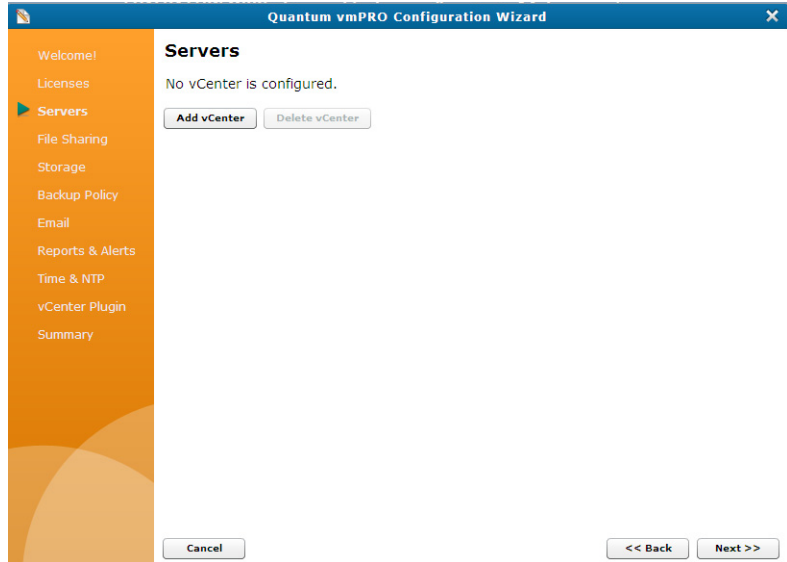 Quantum vmPRO Configuration Wizard
Welcome!
Licenses
Servers
File Sharing
Storage
Backup Policy
Email
Reports & Alerts
Time & NTP
vCenter Plugin
Summary
Servers
No vCenter is configured.
Add vCenter Delete vCenter
Cancel << Back Next >>